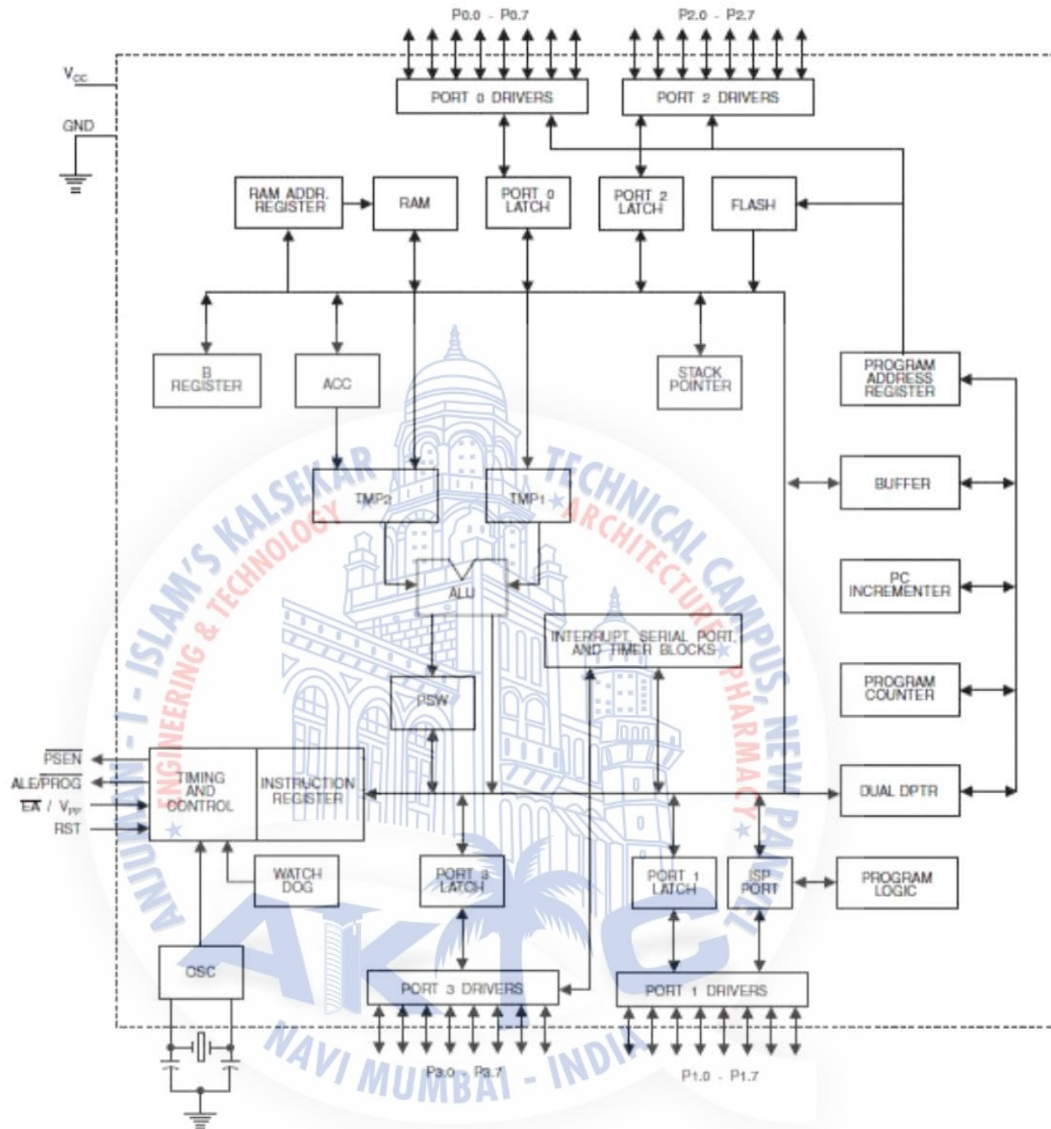 P0.0 - P0.7
P2.0 - P2.7
VCC
GND
PORT 0 DRIVERS
PORT 2 DRIVERS
RAM ADDR.
REGISTER
RAM
PORT 0
LATCH
PORT 2
LATCH
FLASH
B
REGISTER
ACC
STACK
POINTER
PROGRAM
ADDRESS
REGISTER
BUFFER
TMP2
TMP1
ALU
PC
INCREMENTER
INTERRUPT, SERIAL PORT,
AND TIMER BLOCKS
PROGRAM
COUNTER
PSW
PSEN
ALE/PROG
EA / VPP
RST
TIMING
AND
CONTROL
INSTRUCTION
REGISTER
DUAL DPTR
WATCH
DOG
PORT 3
LATCH
PORT 1
LATCH
ISP
PORT
PROGRAM
LOGIC
OSC
PORT 3 DRIVERS
PORT 1 DRIVERS
P3.0 - P3.7
P1.0 - P1.7
ANJUMAN - I - ISLAM'S KALSEKAR TECHNICAL CAMPUS, NEW PANVEL
ENGINEERING & TECHNOLOGY ARCHITECTURE PHARMACY
AKTC
NAVI MUMBAI - INDIA